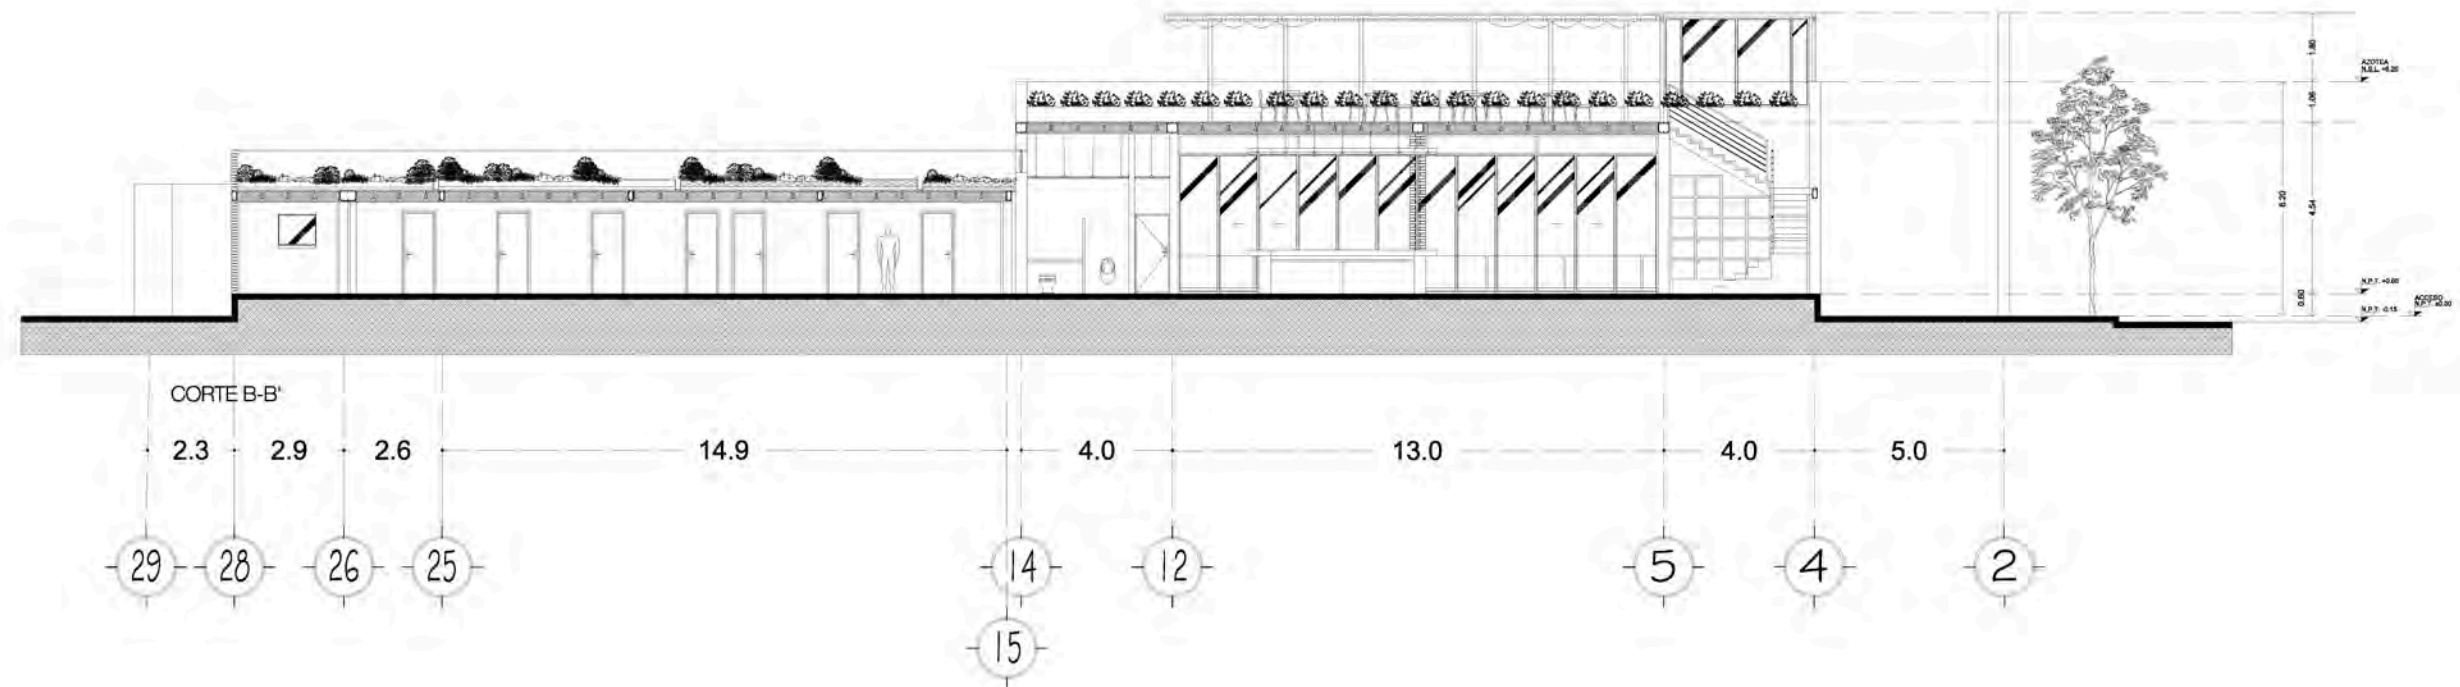 1.80
AZOTEA
N.S.L. +6.20
1.06
6.20
4.54
N.P.T. +0.60
0.60
ACCESO
N.P.T. ±0.00
N.P.T. -0.15
CORTE B-B'
2.3 2.9 2.6 14.9 4.0 13.0 4.0 5.0
29 28 26 25 14 12 5 4 2
15